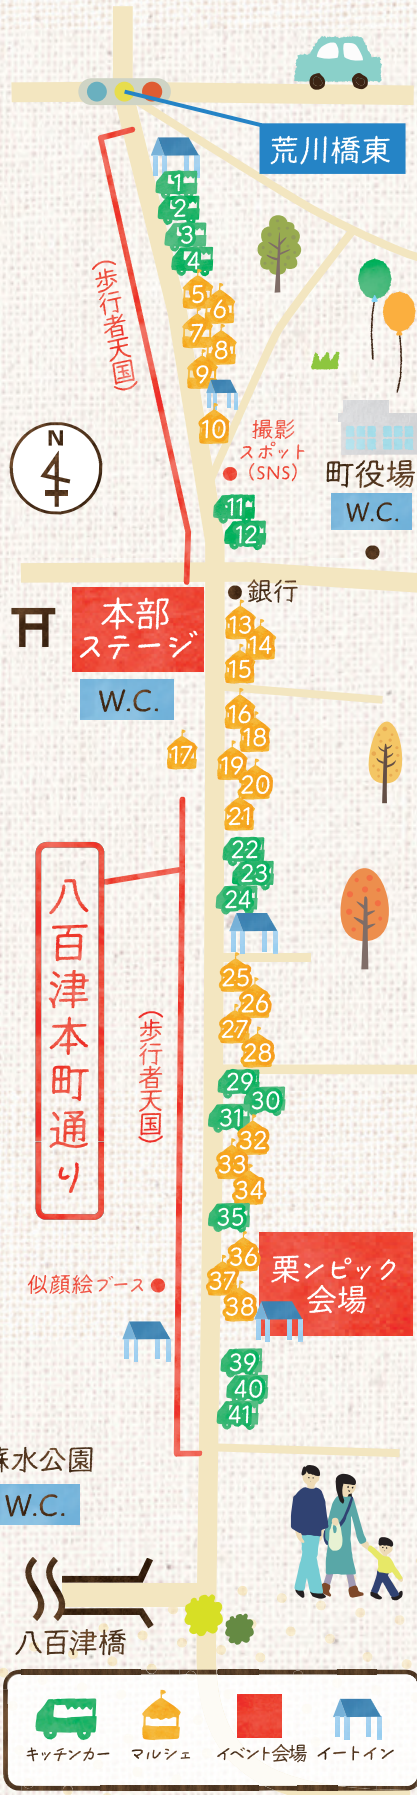 荒川橋東
1
2
3
4
(歩行者天国)
5
6
7
8
9
10
N
撮影
スポット
(SNS)
町役場
W.C.
11
12
銀行
本部
ステージ
W.C.
13
14
15
16
17
18
19
20
21
22
23
24
八百津本町通り
(歩行者天国)
25
26
27
28
29
30
31
32
33
34
35
36
37
38
栗ンピック
会場
似顔絵ブース
39
40
41
蘇水公園
W.C.
八百津橋
キッチンカー
マルシェ
イベント会場
イートイン